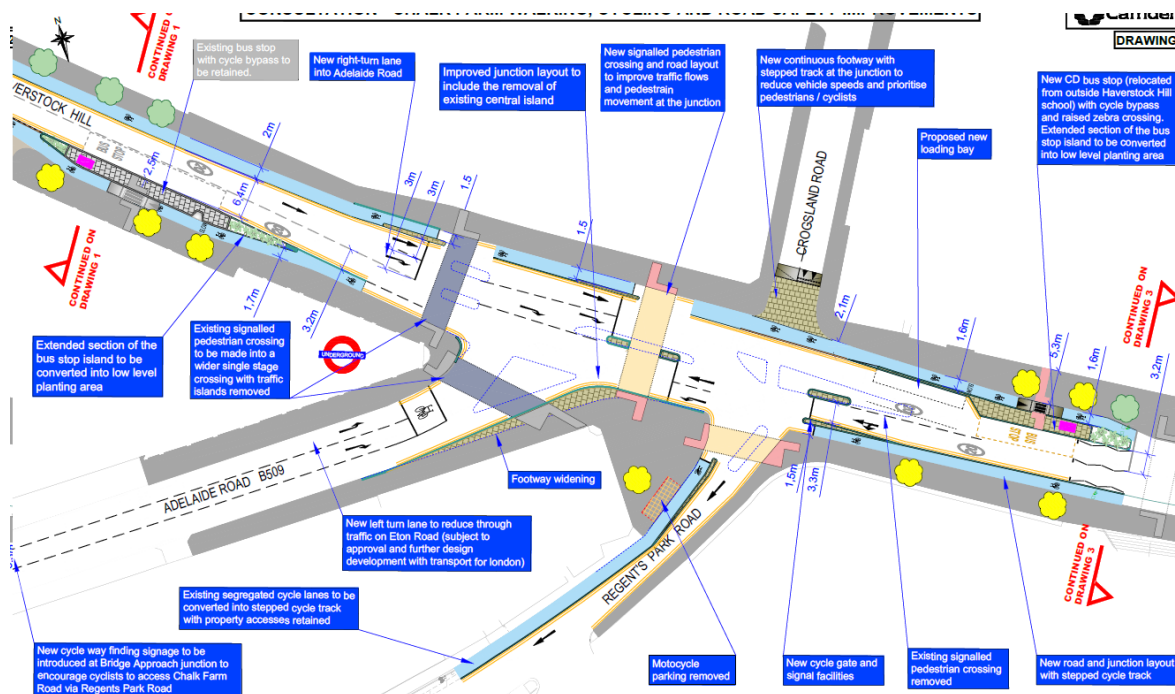 CONSULTATION - CHALK FARM WALKING, CYCLING AND ROAD SAFETY IMPROVEMENTS
Camden
DRAWING
CONTINUED ON
DRAWING 1
Existing bus stop
with cycle bypass to
be retained.
New right-turn lane
into Adelaide Road
Improved junction layout to
include the removal of
existing central island
New signalled pedestrian
crossing and road layout
to improve traffic flows
and pedestrain
movement at the junction
New continuous footway with
stepped track at the junction to
reduce vehicle speeds and prioritise
pedestrians / cyclists
Proposed new
loading bay
New CD bus stop (relocated
from outside Haverstock Hill
school) with cycle bypass
and raised zebra crossing.
Extended section of the bus
stop island to be converted
into low level planting area
VERSTOCK HILL
BUS
STOP
2m
2,5m
6,4m
3m
3m
1.5
1.5
CROGSLAND ROAD
2,1m
1,6m
5,3m
1,6m
3,2m
CONTINUED ON
DRAWING 3
CONTINUED ON
DRAWING 1
1,7m
3,2m
BUS
STOP
Extended section of the
bus stop island to be
converted into low level
planting area
Existing signalled
pedestrian crossing
to be made into a
wider single stage
crossing with traffic
islands removed
UNDERGROUND
1,5m
3,3m
ADELAIDE ROAD B509
Footway widening
REGENT'S PARK ROAD
CONTINUED ON
DRAWING 3
New left turn lane to reduce through
traffic on Eton Road (subject to
approval and further design
development with transport for london)
Existing segregated cycle lanes to be
converted into stepped cycle track
with property accesses retained
New cycle way finding signage to be
introduced at Bridge Approach junction to
encourage cyclists to access Chalk Farm
Road via Regents Park Road
Motocycle
parking removed
New cycle gate and
signal facilities
Existing signalled
pedestrian crossing
removed
New road and junction layout
with stepped cycle track